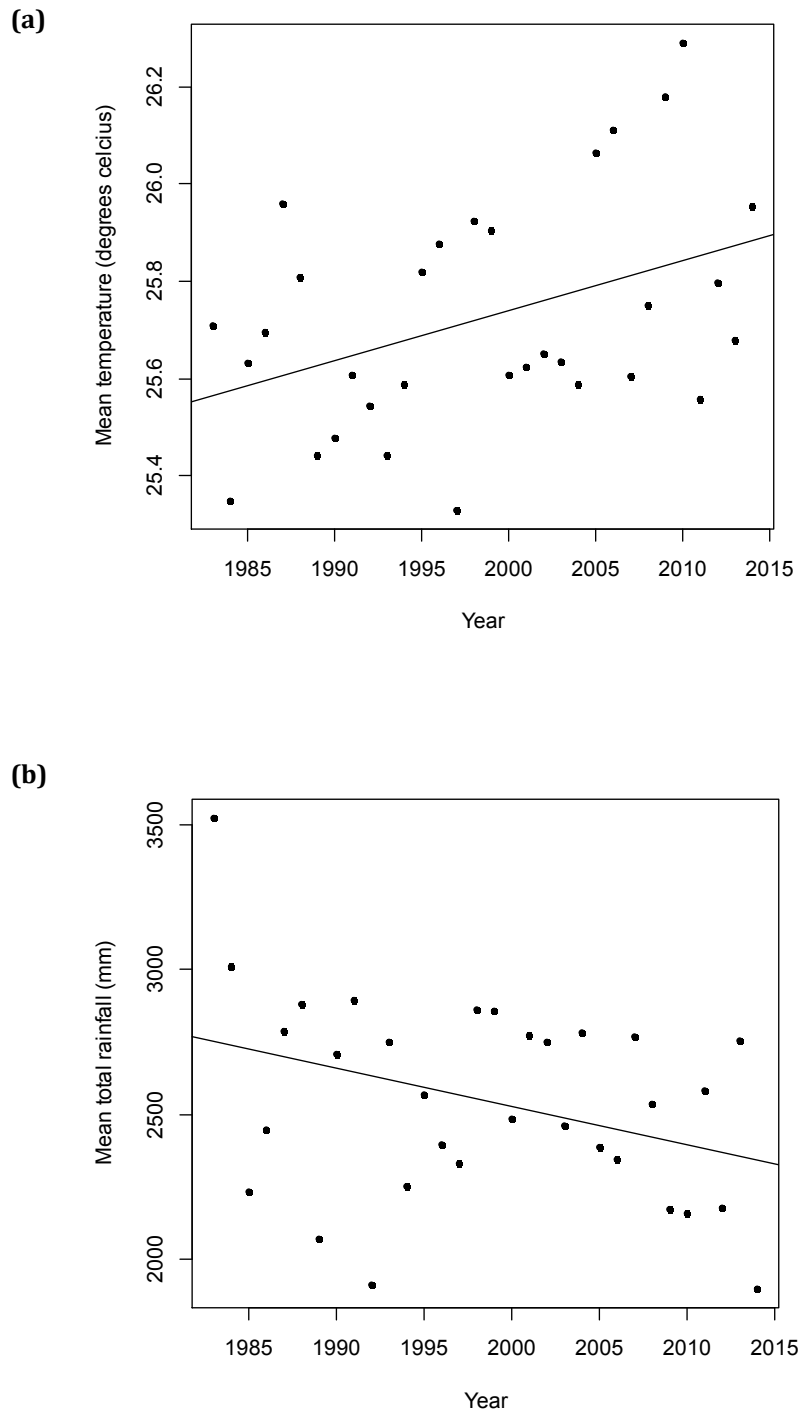 (a)
Mean temperature (degrees celcius)
26.2
26.0
25.8
25.6
25.4
1985 1990 1995 2000 2005 2010 2015
Year
(b)
Mean total rainfall (mm)
3500
3000
2500
2000
1985 1990 1995 2000 2005 2010 2015
Year